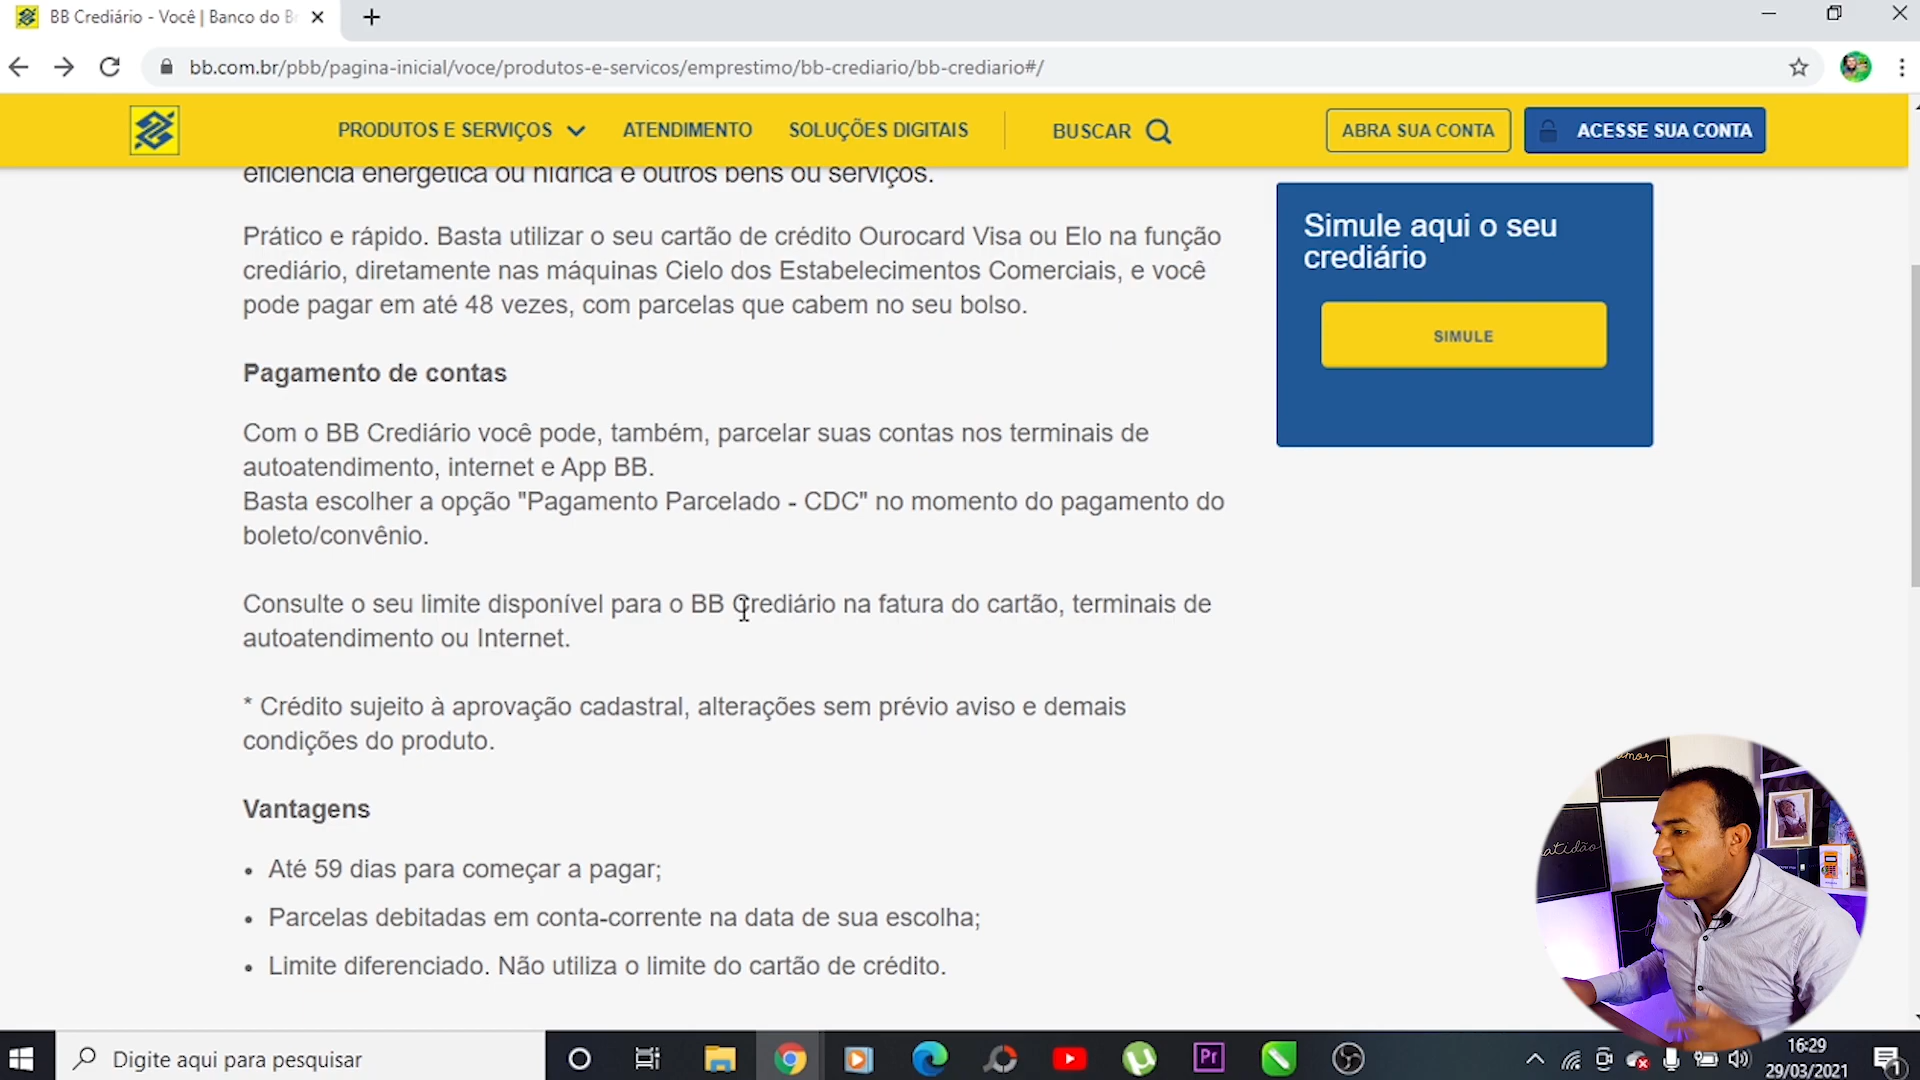 BB Crediário - Você | Banco do Br
bb.com.br/pbb/pagina-inicial/voce/produtos-e-servicos/emprestimo/bb-crediario/bb-crediario#/
PRODUTOS E SERVIÇOS
ATENDIMENTO
SOLUÇÕES DIGITAIS
BUSCAR
ABRA SUA CONTA
ACESSE SUA CONTA
eficiência energética ou hídrica e outros bens ou serviços.
Prático e rápido. Basta utilizar o seu cartão de crédito Ourocard Visa ou Elo na função
crediário, diretamente nas máquinas Cielo dos Estabelecimentos Comerciais, e você
pode pagar em até 48 vezes, com parcelas que cabem no seu bolso.
Simule aqui o seu
crediário
SIMULE
Pagamento de contas
Com o BB Crediário você pode, também, parcelar suas contas nos terminais de
autoatendimento, internet e App BB.
Basta escolher a opção "Pagamento Parcelado - CDC" no momento do pagamento do
boleto/convênio.
Consulte o seu limite disponível para o BB Crediário na fatura do cartão, terminais de
autoatendimento ou Internet.
* Crédito sujeito à aprovação cadastral, alterações sem prévio aviso e demais
condições do produto.
Vantagens
Até 59 dias para começar a pagar;
Parcelas debitadas em conta-corrente na data de sua escolha;
Limite diferenciado. Não utiliza o limite do cartão de crédito.
amor
atidão
Digite aqui para pesquisar
Pr
16:29
29/03/2021
1